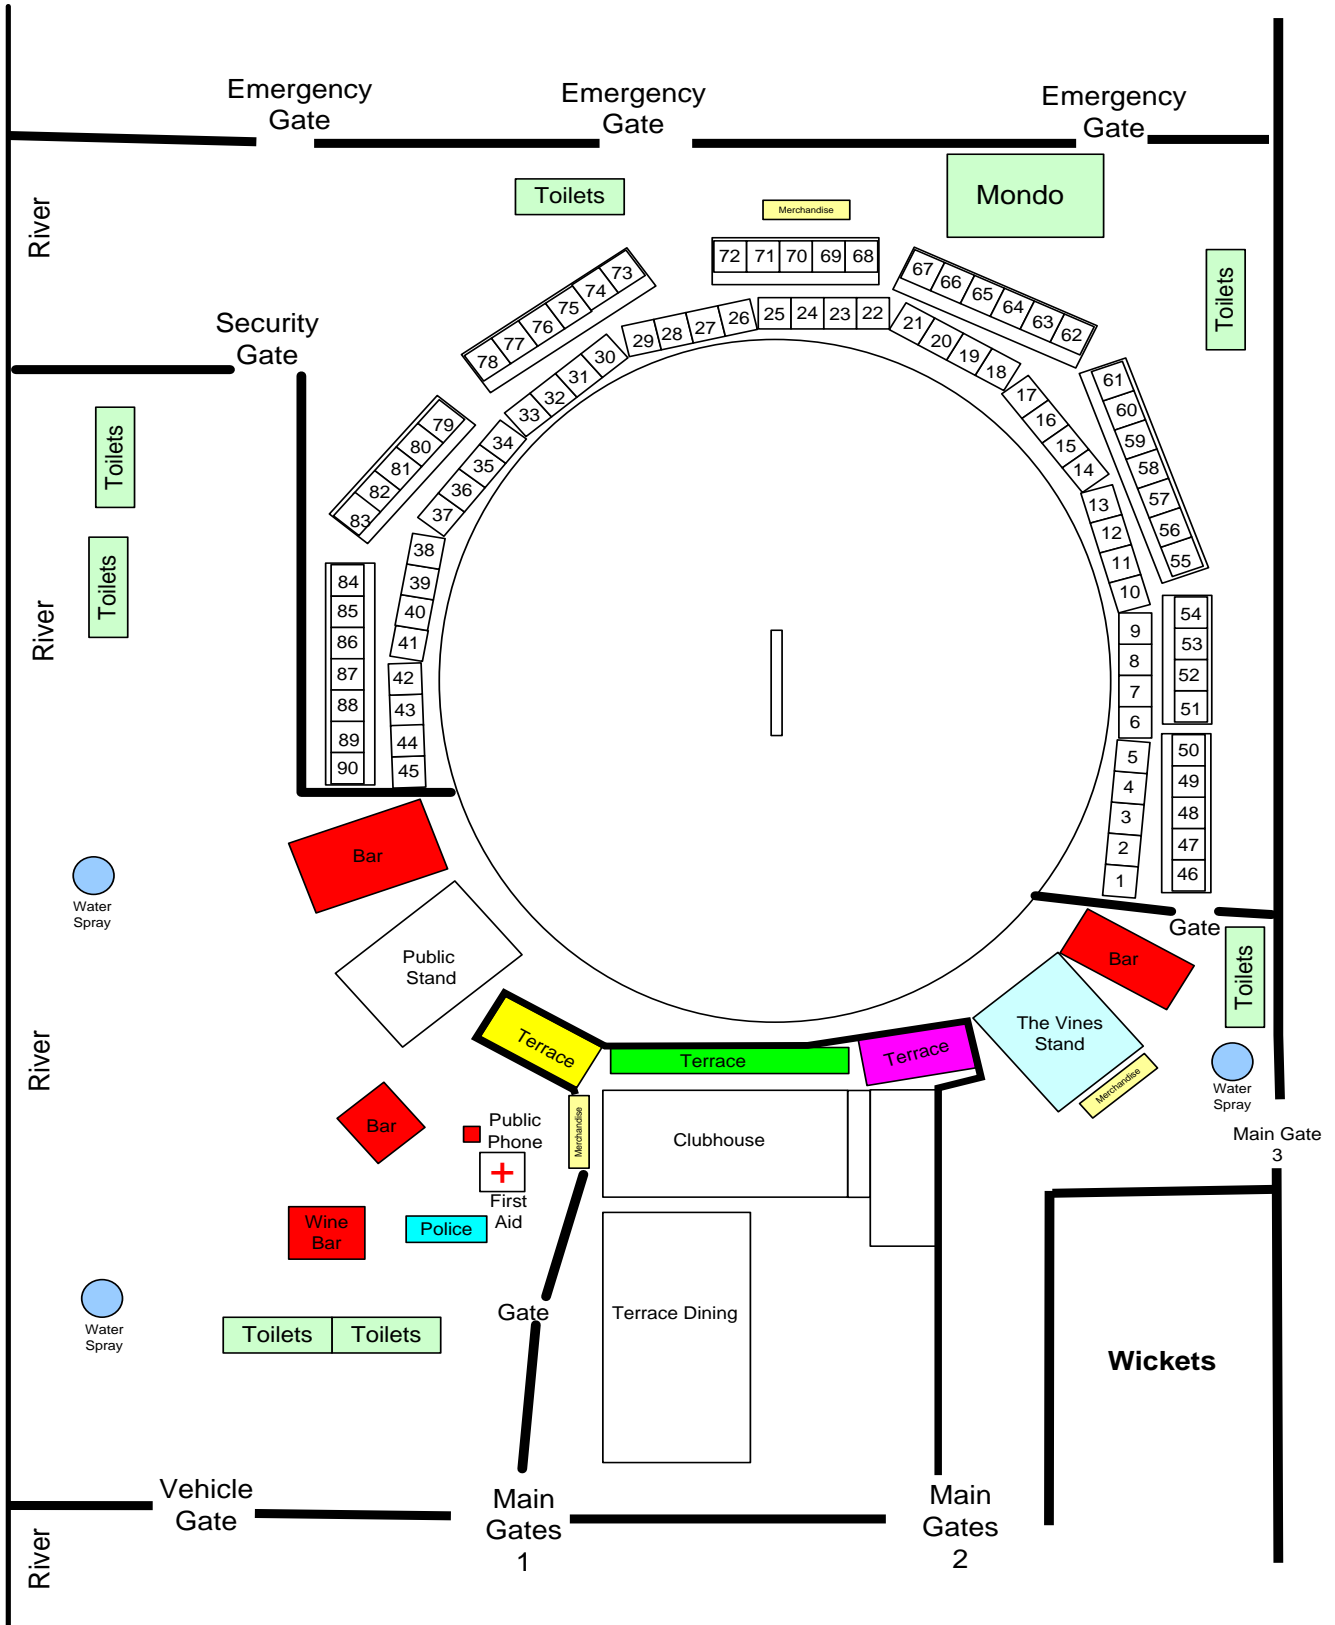 Emergency
Gate
Emergency
Gate
Emergency
Gate
River
Toilets
Merchandise
Mondo
Toilets
72 71 70 69 68
67 66 65 64 63 62
73
74
75
76
77
78
Security
Gate
25 24 23 22
29 28 27 26
21 20 19 18
30
31
32
33
17
16
15
14
61
60
59
58
57
56
55
79
80
81
82
83
34
35
36
37
13
12
11
10
Toilets
Toilets
River
84
85
86
87
88
89
90
38
39
40
41
42
43
44
45
9
8
7
6
5
4
3
2
1
54
53
52
51
50
49
48
47
46
Bar
Water
Spray
Public
Stand
Gate
Bar
Toilets
The Vines
Stand
Merchandise
Water
Spray
River
Terrace
Terrace
Terrace
Bar
Public
Phone
Merchandise
Clubhouse
Main Gate
3
First
Aid
Wine
Bar
Police
Water
Spray
Toilets
Toilets
Gate
Terrace Dining
Wickets
Vehicle
Gate
Main
Gates
1
Main
Gates
2
River